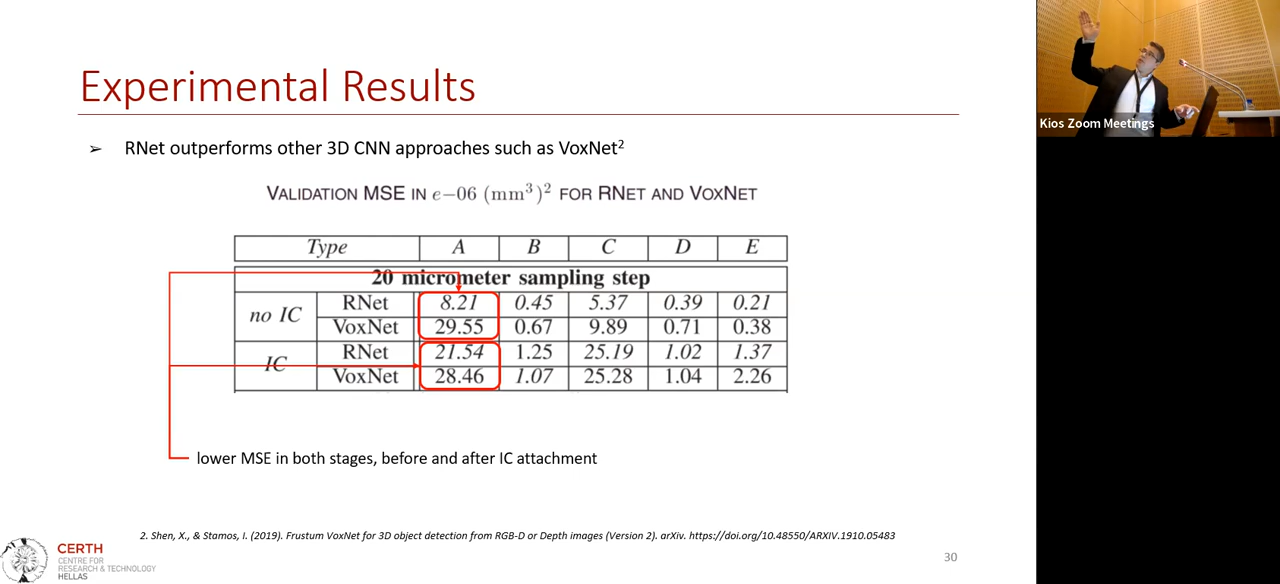 Experimental Results
➢ RNet outperforms other 3D CNN approaches such as VoxNet²
VALIDATION MSE IN e−06 (mm³)² FOR RNET AND VOXNET
Type A B C D E
20 micrometer sampling step
no IC RNet 8.21 0.45 5.37 0.39 0.21
VoxNet 29.55 0.67 9.89 0.71 0.38
IC RNet 21.54 1.25 25.19 1.02 1.37
VoxNet 28.46 1.07 25.28 1.04 2.26
lower MSE in both stages, before and after IC attachment
2. Shen, X., & Stamos, I. (2019). Frustum VoxNet for 3D object detection from RGB-D or Depth images (Version 2). arXiv. https://doi.org/10.48550/ARXIV.1910.05483
CERTH
CENTRE FOR
RESEARCH & TECHNOLOGY
HELLAS
30
Kios Zoom Meetings